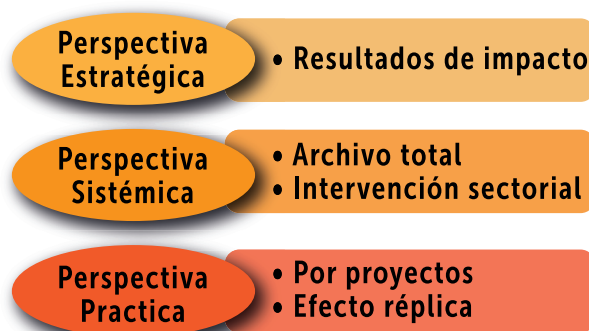 Perspectiva
Estratégica
• Resultados de impacto
Perspectiva
Sistémica
• Archivo total
• Intervención sectorial
Perspectiva
Practica
• Por proyectos
• Efecto réplica